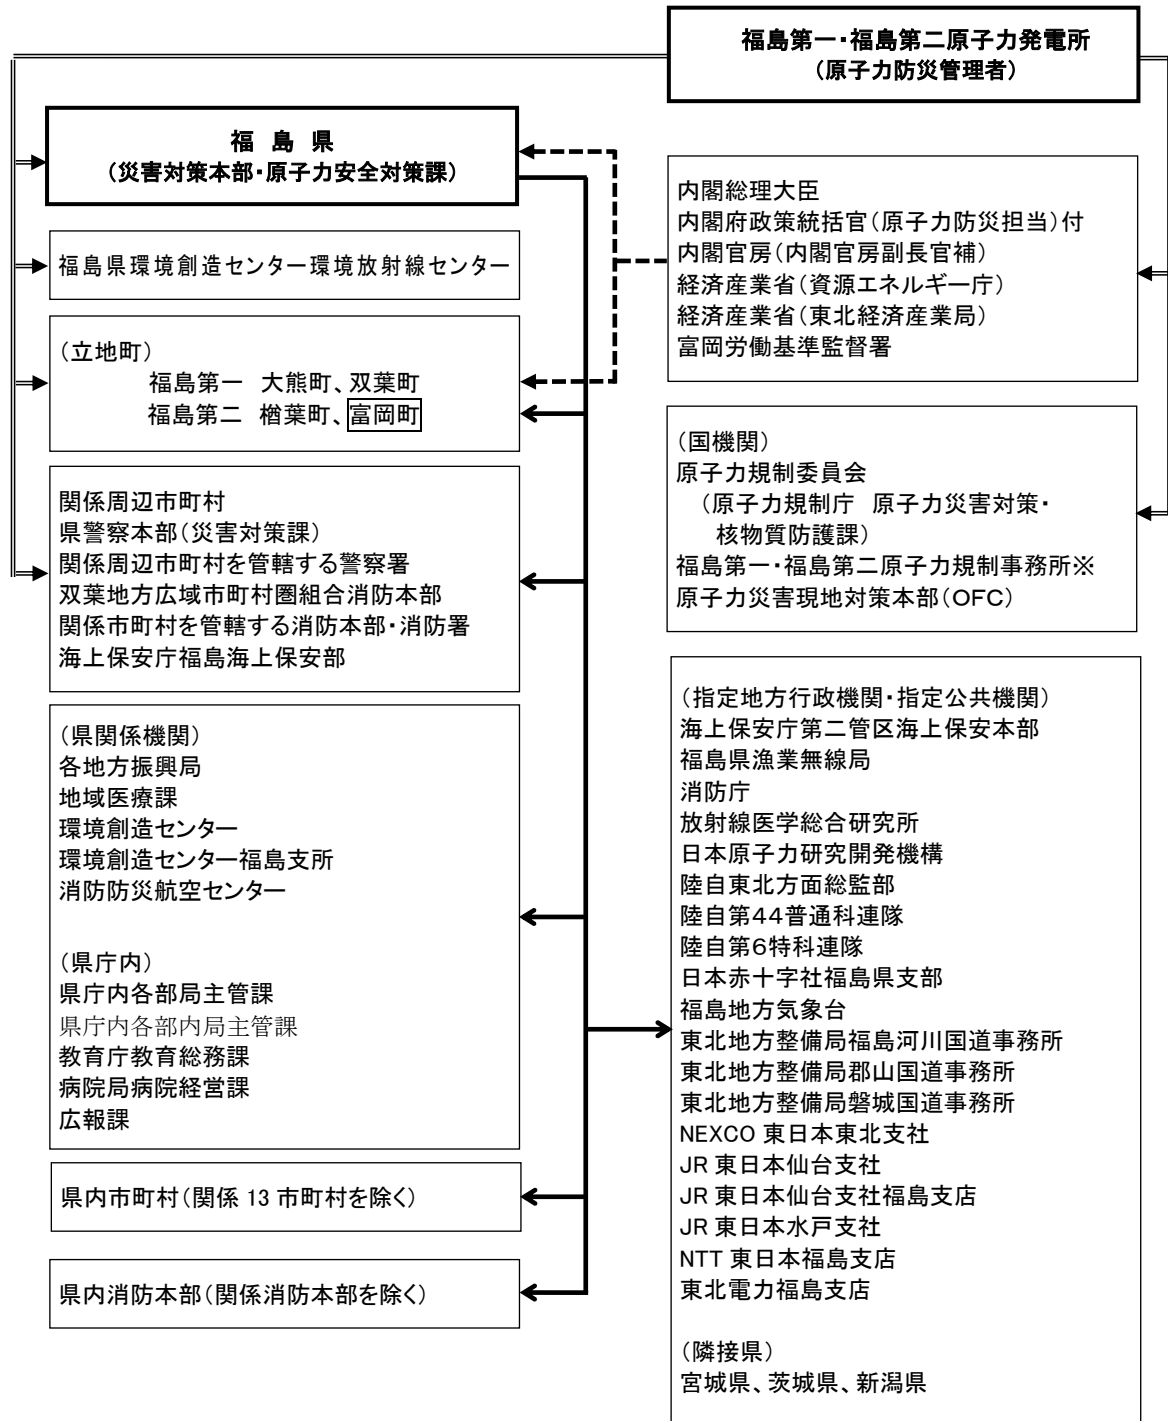 福島第一・福島第二原子力発電所
（原子力防災管理者）
福 島 県
（災害対策本部・原子力安全対策課）
福島県環境創造センター環境放射線センター
（立地町）
福島第一 大熊町、双葉町
福島第二 楢葉町、富岡町
関係周辺市町村
県警察本部（災害対策課）
関係周辺市町村を管轄する警察署
双葉地方広域市町村圏組合消防本部
関係市町村を管轄する消防本部・消防署
海上保安庁福島海上保安部
（県関係機関）
各地方振興局
地域医療課
環境創造センター
環境創造センター福島支所
消防防災航空センター
（県庁内）
県庁内各部局主管課
県庁内各部内局主管課
教育庁教育総務課
病院局病院経営課
広報課
県内市町村（関係 13 市町村を除く）
県内消防本部（関係消防本部を除く）
内閣総理大臣
内閣府政策統括官（原子力防災担当）付
内閣官房（内閣官房副長官補）
経済産業省（資源エネルギー庁）
経済産業省（東北経済産業局）
富岡労働基準監督署
（国機関）
原子力規制委員会
（原子力規制庁 原子力災害対策・
核物質防護課）
福島第一・福島第二原子力規制事務所※
原子力災害現地対策本部（OFC）
（指定地方行政機関・指定公共機関）
海上保安庁第二管区海上保安本部
福島県漁業無線局
消防庁
放射線医学総合研究所
日本原子力研究開発機構
陸自東北方面総監部
陸自第44普通科連隊
陸自第6特科連隊
日本赤十字社福島県支部
福島地方気象台
東北地方整備局福島河川国道事務所
東北地方整備局郡山国道事務所
東北地方整備局磐城国道事務所
NEXCO 東日本東北支社
JR 東日本仙台支社
JR 東日本仙台支社福島支店
JR 東日本水戸支社
NTT 東日本福島支店
東北電力福島支店
（隣接県）
宮城県、茨城県、新潟県